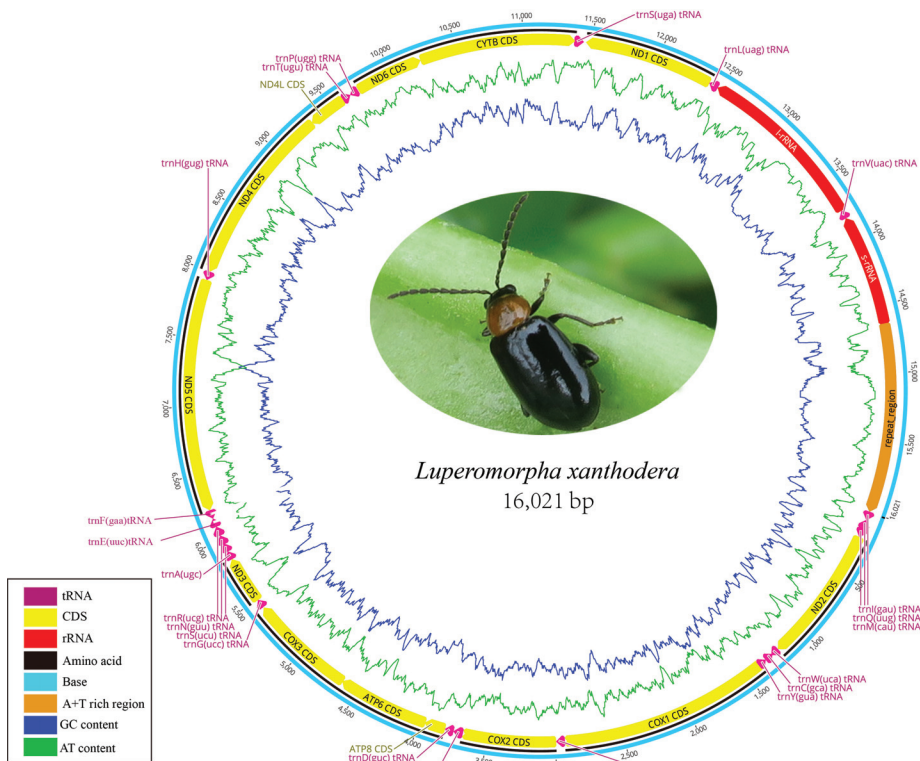 11,000
11,500
12,000
12,500
13,000
13,500
14,000
14,500
15,000
15,500
16,021
500
1,000
1,500
2,000
2,500
4,000
4,500
5,000
5,500
6,000
6,500
7,000
7,500
8,000
8,500
9,000
9,500
10,000
10,500
CYTB CDS
trnS(uga) tRNA
ND1 CDS
trnL(uag) tRNA
l-rRNA
trnV(uac) tRNA
s-rRNA
repeat_region
trnI(gau) tRNA
trnQ(uug) tRNA
trnM(cau) tRNA
ND2 CDS
trnW(uca) tRNA
trnC(gca) tRNA
trnY(gua) tRNA
COX1 CDS
COX2 CDS
trnD(guc) tRNA
ATP8 CDS
ATP6 CDS
COX3 CDS
trnG(ucc) tRNA
ND3 CDS
trnA(ugc)
trnR(ucg) tRNA
trnN(guu) tRNA
trnS(ucu) tRNA
trnE(uuc)tRNA
trnF(gaa)tRNA
ND5 CDS
trnH(gug) tRNA
ND4 CDS
ND4L CDS
trnT(ugu) tRNA
trnP(ugg) tRNA
ND6 CDS
Luperomorpha xanthodera
16,021 bp
tRNA
CDS
rRNA
Amino acid
Base
A+T rich region
GC content
AT content